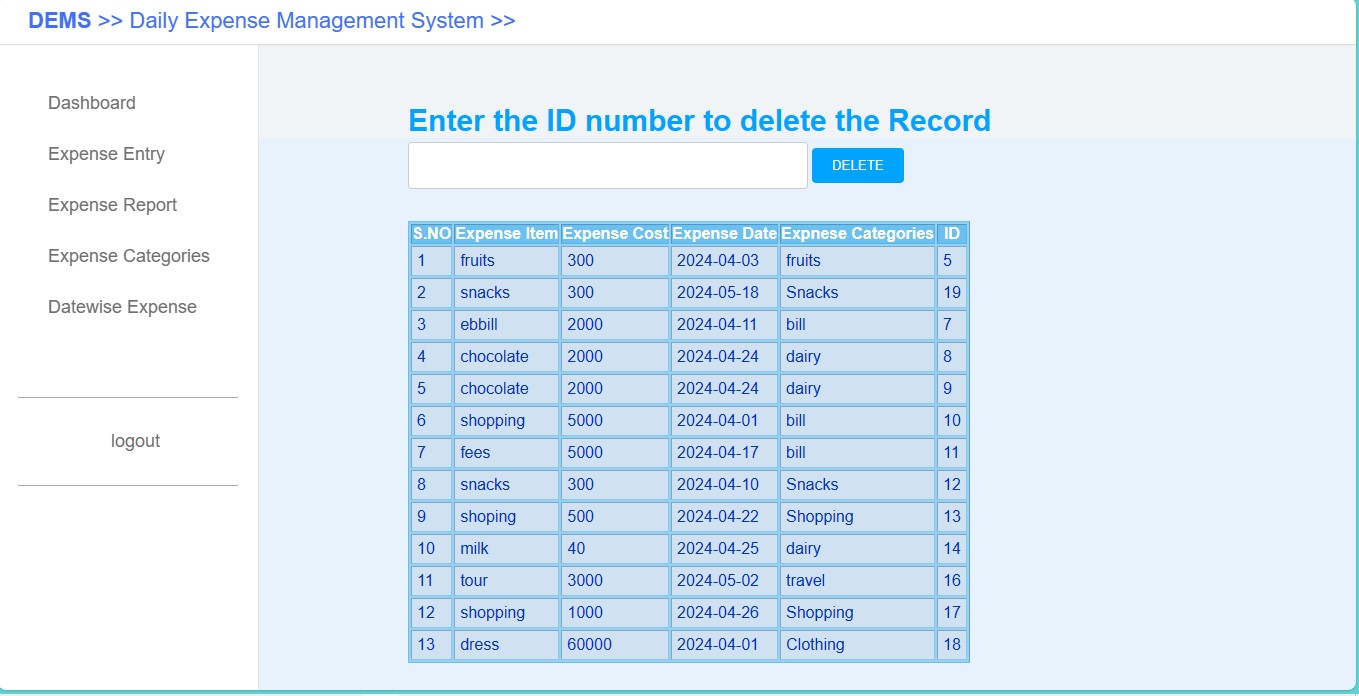 DEMS >> Daily Expense Management System >>
Dashboard
Expense Entry
Expense Report
Expense Categories
Datewise Expense
logout
Enter the ID number to delete the Record
DELETE
S.NO Expense Item Expense Cost Expense Date Expnese Categories ID
1 fruits 300 2024-04-03 fruits 5
2 snacks 300 2024-05-18 Snacks 19
3 ebbill 2000 2024-04-11 bill 7
4 chocolate 2000 2024-04-24 dairy 8
5 chocolate 2000 2024-04-24 dairy 9
6 shopping 5000 2024-04-01 bill 10
7 fees 5000 2024-04-17 bill 11
8 snacks 300 2024-04-10 Snacks 12
9 shoping 500 2024-04-22 Shopping 13
10 milk 40 2024-04-25 dairy 14
11 tour 3000 2024-05-02 travel 16
12 shopping 1000 2024-04-26 Shopping 17
13 dress 60000 2024-04-01 Clothing 18